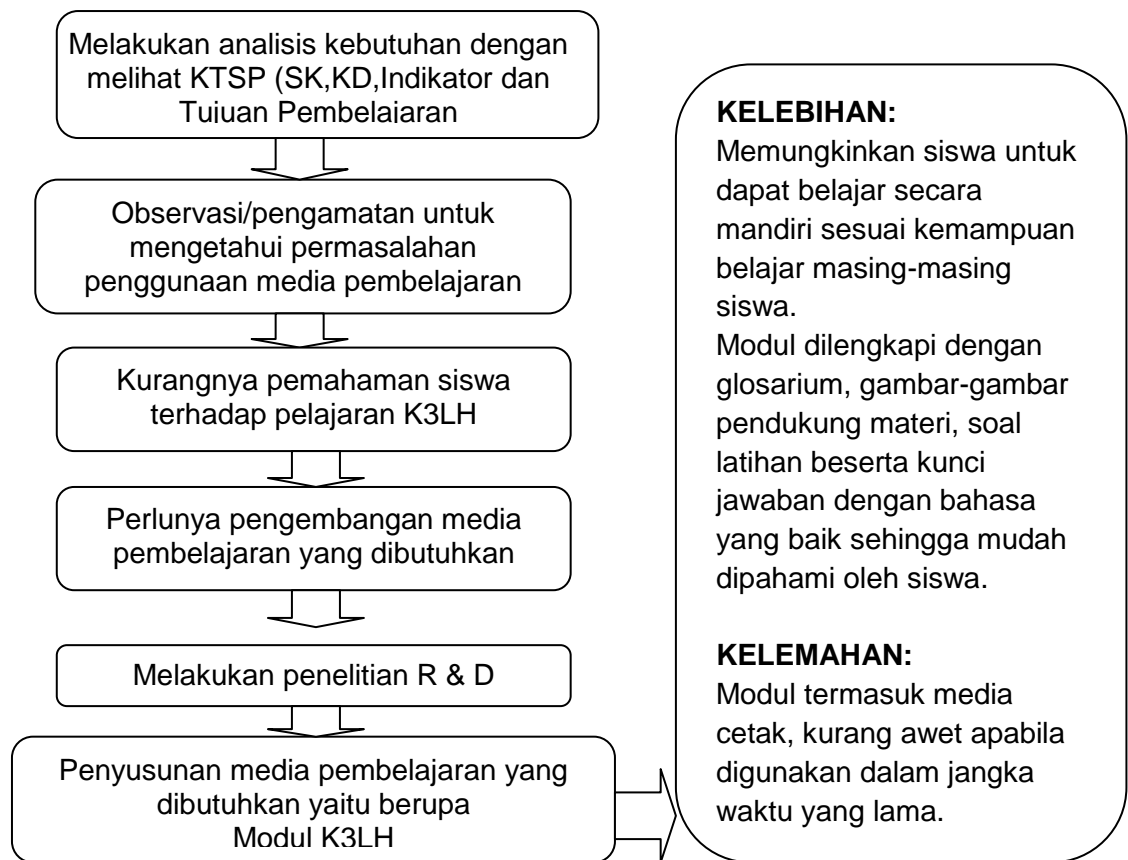 Melakukan analisis kebutuhan dengan
melihat KTSP (SK,KD,Indikator dan
Tujuan Pembelajaran
Observasi/pengamatan untuk
mengetahui permasalahan
penggunaan media pembelajaran
Kurangnya pemahaman siswa
terhadap pelajaran K3LH
Perlunya pengembangan media
pembelajaran yang dibutuhkan
Melakukan penelitian R & D
Penyusunan media pembelajaran yang
dibutuhkan yaitu berupa
Modul K3LH
KELEBIHAN:
Memungkinkan siswa untuk
dapat belajar secara
mandiri sesuai kemampuan
belajar masing-masing
siswa.
Modul dilengkapi dengan
glosarium, gambar-gambar
pendukung materi, soal
latihan beserta kunci
jawaban dengan bahasa
yang baik sehingga mudah
dipahami oleh siswa.
KELEMAHAN:
Modul termasuk media
cetak, kurang awet apabila
digunakan dalam jangka
waktu yang lama.